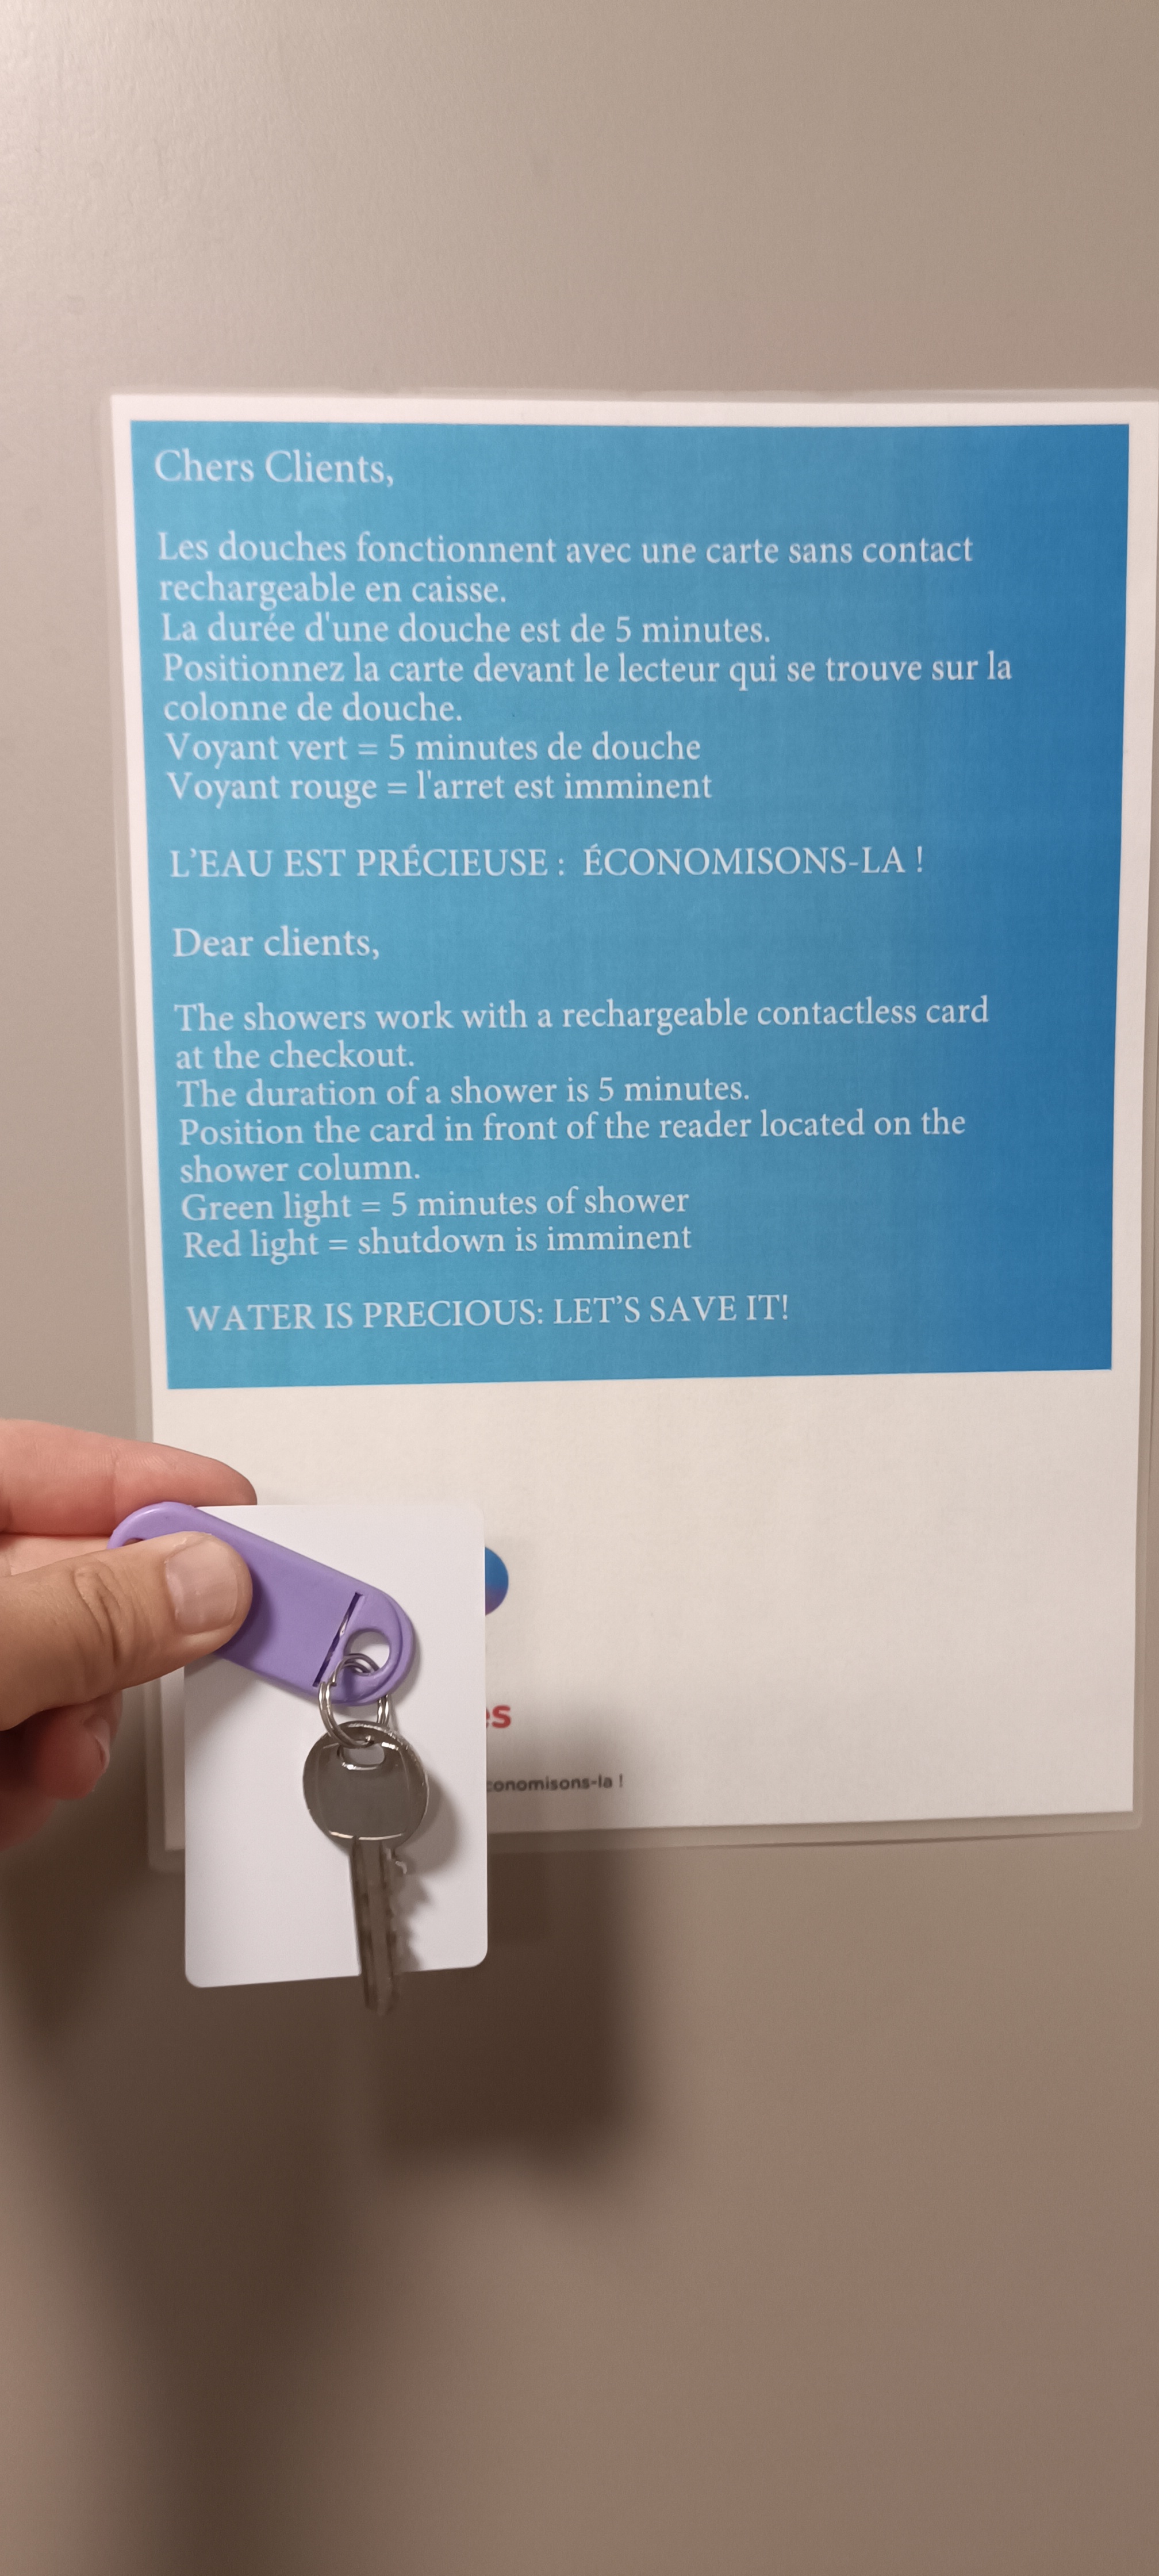 Chers Clients,
Les douches fonctionnent avec une carte sans contact
rechargeable en caisse.
La durée d'une douche est de 5 minutes.
Positionnez la carte devant le lecteur qui se trouve sur la
colonne de douche.
Voyant vert = 5 minutes de douche
Voyant rouge = l'arret est imminent
L'EAU EST PRÉCIEUSE : ÉCONOMISONS-LA !
Dear clients,
The showers work with a rechargeable contactless card
at the checkout.
The duration of a shower is 5 minutes.
Position the card in front of the reader located on the
shower column.
Green light = 5 minutes of shower
Red light = shutdown is imminent
WATER IS PRECIOUS: LET'S SAVE IT!